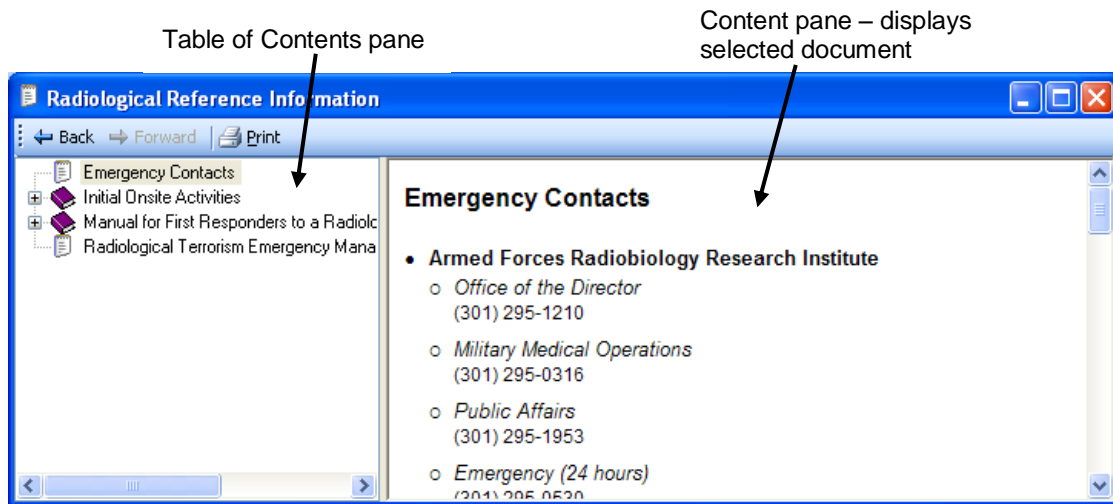 Table of Contents pane
Content pane – displays
selected document
Radiological Reference Information
Back Forward Print
Emergency Contacts
Initial Onsite Activities
Manual for First Responders to a Radiolc
Radiological Terrorism Emergency Mana
Emergency Contacts
• Armed Forces Radiobiology Research Institute
o Office of the Director
(301) 295-1210
o Military Medical Operations
(301) 295-0316
o Public Affairs
(301) 295-1953
o Emergency (24 hours)
(301) 295-0530